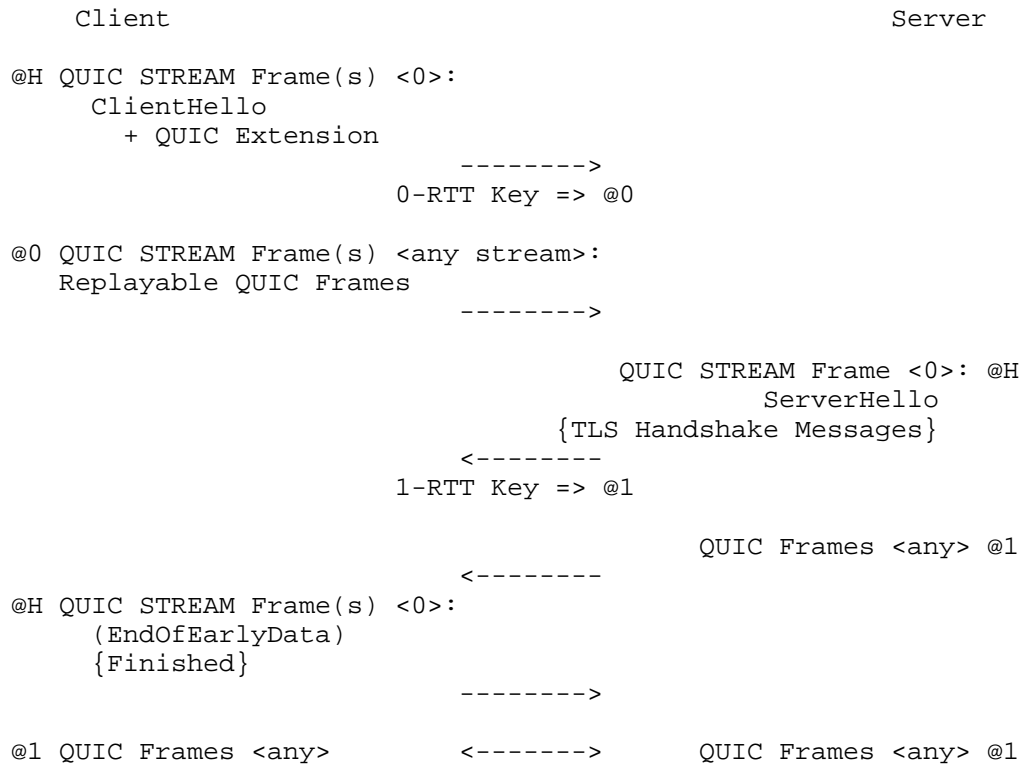 Client Server
@H QUIC STREAM Frame(s) <0>:
ClientHello
+ QUIC Extension
-------->
0-RTT Key => @0
@0 QUIC STREAM Frame(s) <any stream>:
Replayable QUIC Frames
-------->
QUIC STREAM Frame <0>: @H
ServerHello
{TLS Handshake Messages}
<--------
1-RTT Key => @1
QUIC Frames <any> @1
<--------
@H QUIC STREAM Frame(s) <0>:
(EndOfEarlyData)
{Finished}
-------->
@1 QUIC Frames <any> <-------> QUIC Frames <any> @1